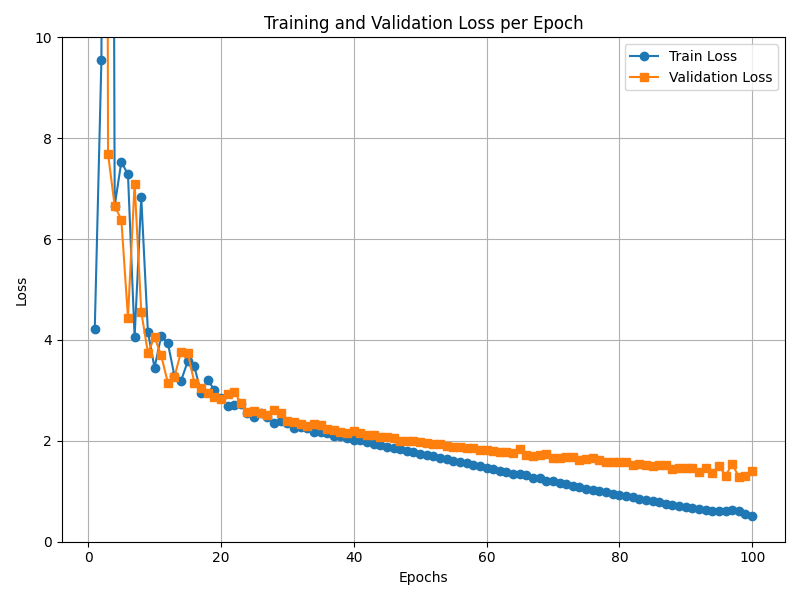 Training and Validation Loss per Epoch
Train Loss
Validation Loss
Loss
10
8
6
4
2
0
0 20 40 60 80 100
Epochs